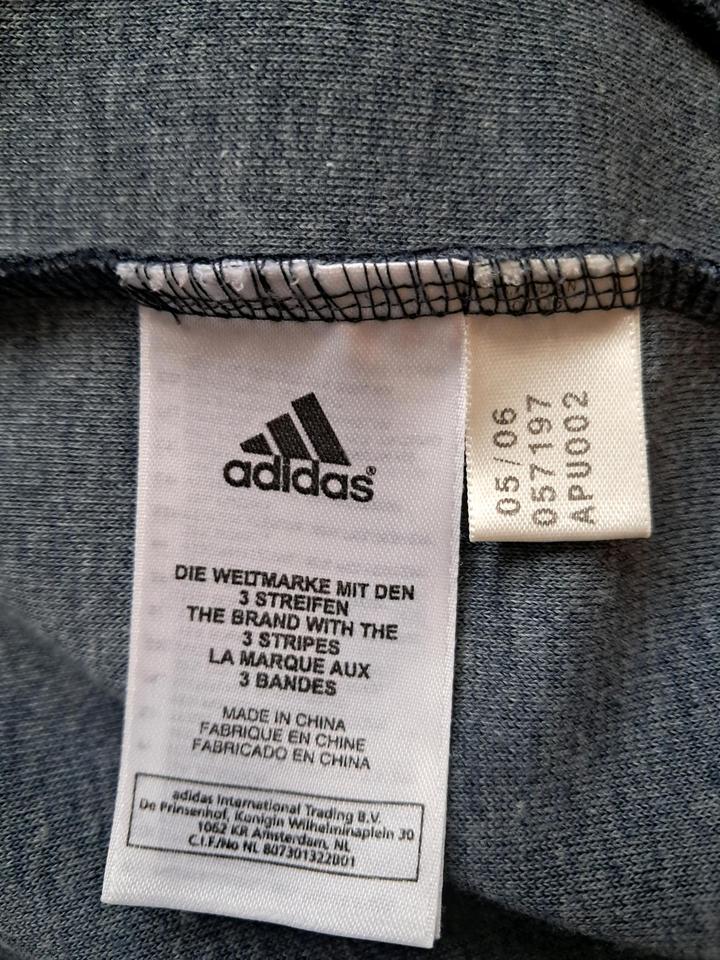 adidas®
DIE WELTMARKE MIT DEN
3 STREIFEN
THE BRAND WITH THE
3 STRIPES
LA MARQUE AUX
3 BANDES
MADE IN CHINA
FABRIQUE EN CHINE
FABRICADO EN CHINA
adidas International Trading B.V.
De Prinsenhof, Konigin Wilhelminaplein 30
1062 KR Amsterdam, NL
C.I.F./No NL 807301322B01
05/06
057197
APU002